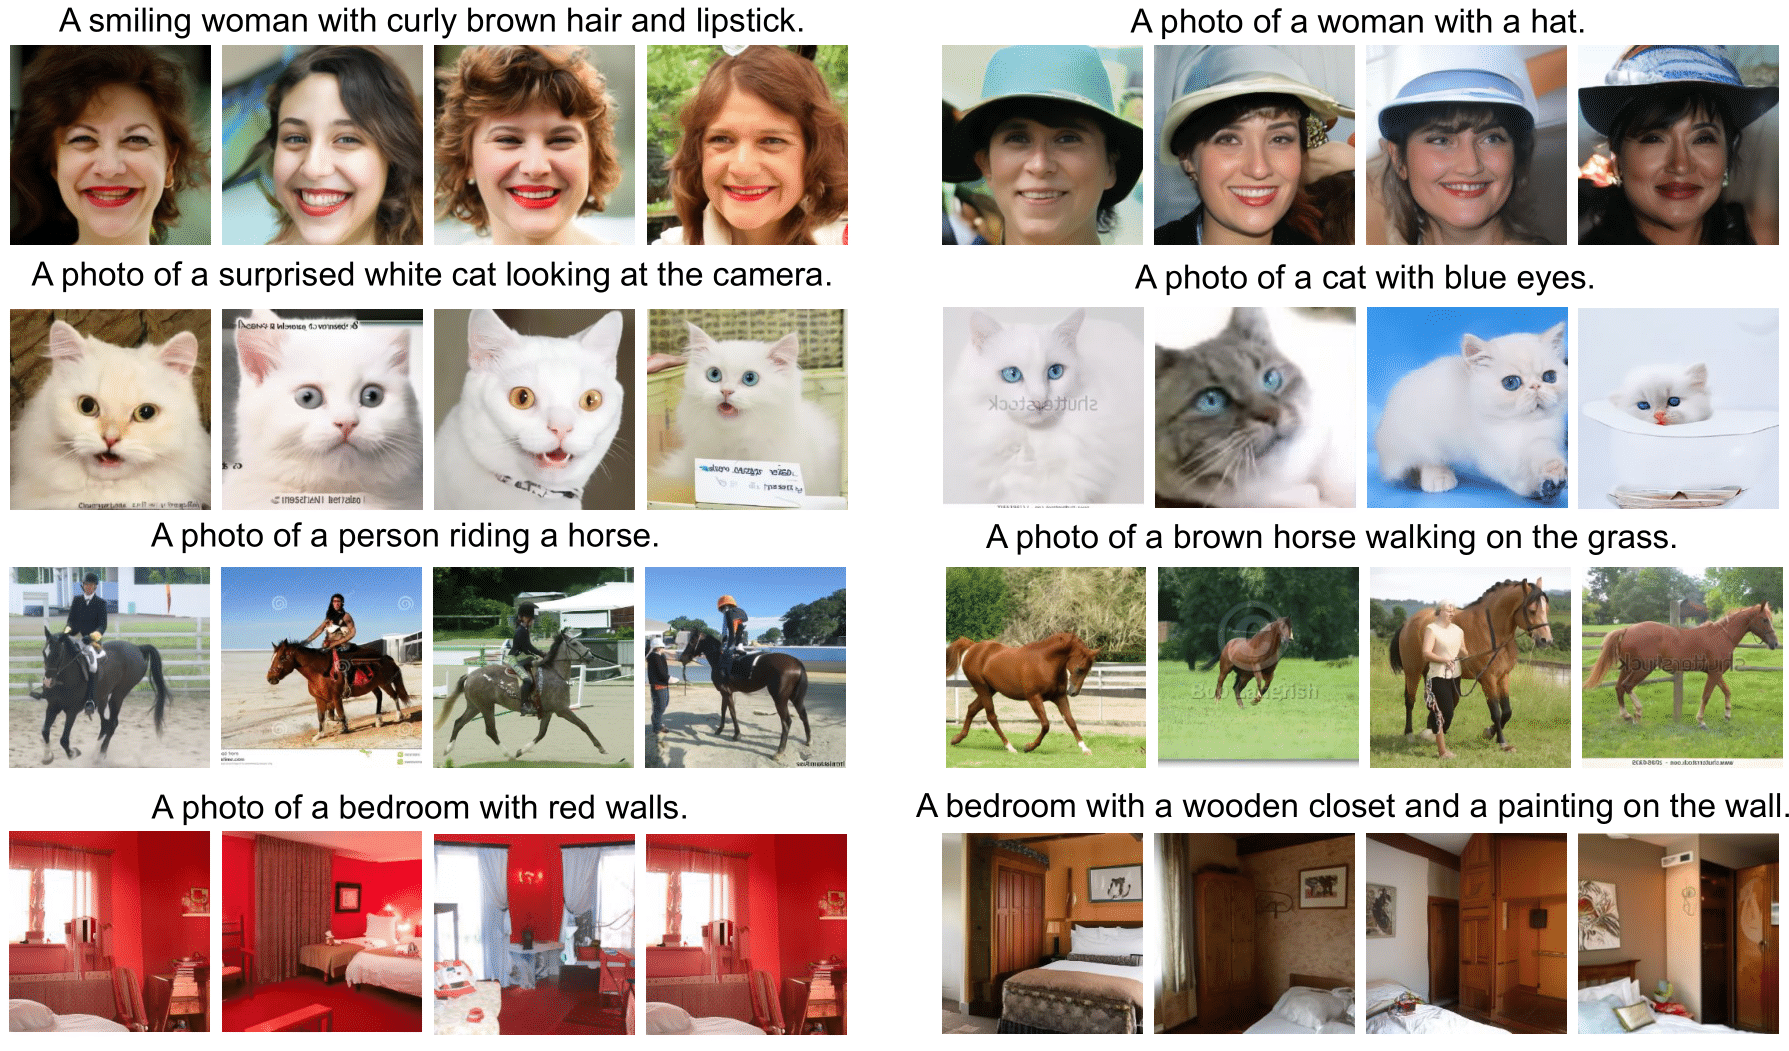 A smiling woman with curly brown hair and lipstick.
A photo of a woman with a hat.
A photo of a surprised white cat looking at the camera.
A photo of a cat with blue eyes.
shutterstock
A photo of a person riding a horse.
A photo of a brown horse walking on the grass.
A photo of a bedroom with red walls.
A bedroom with a wooden closet and a painting on the wall.